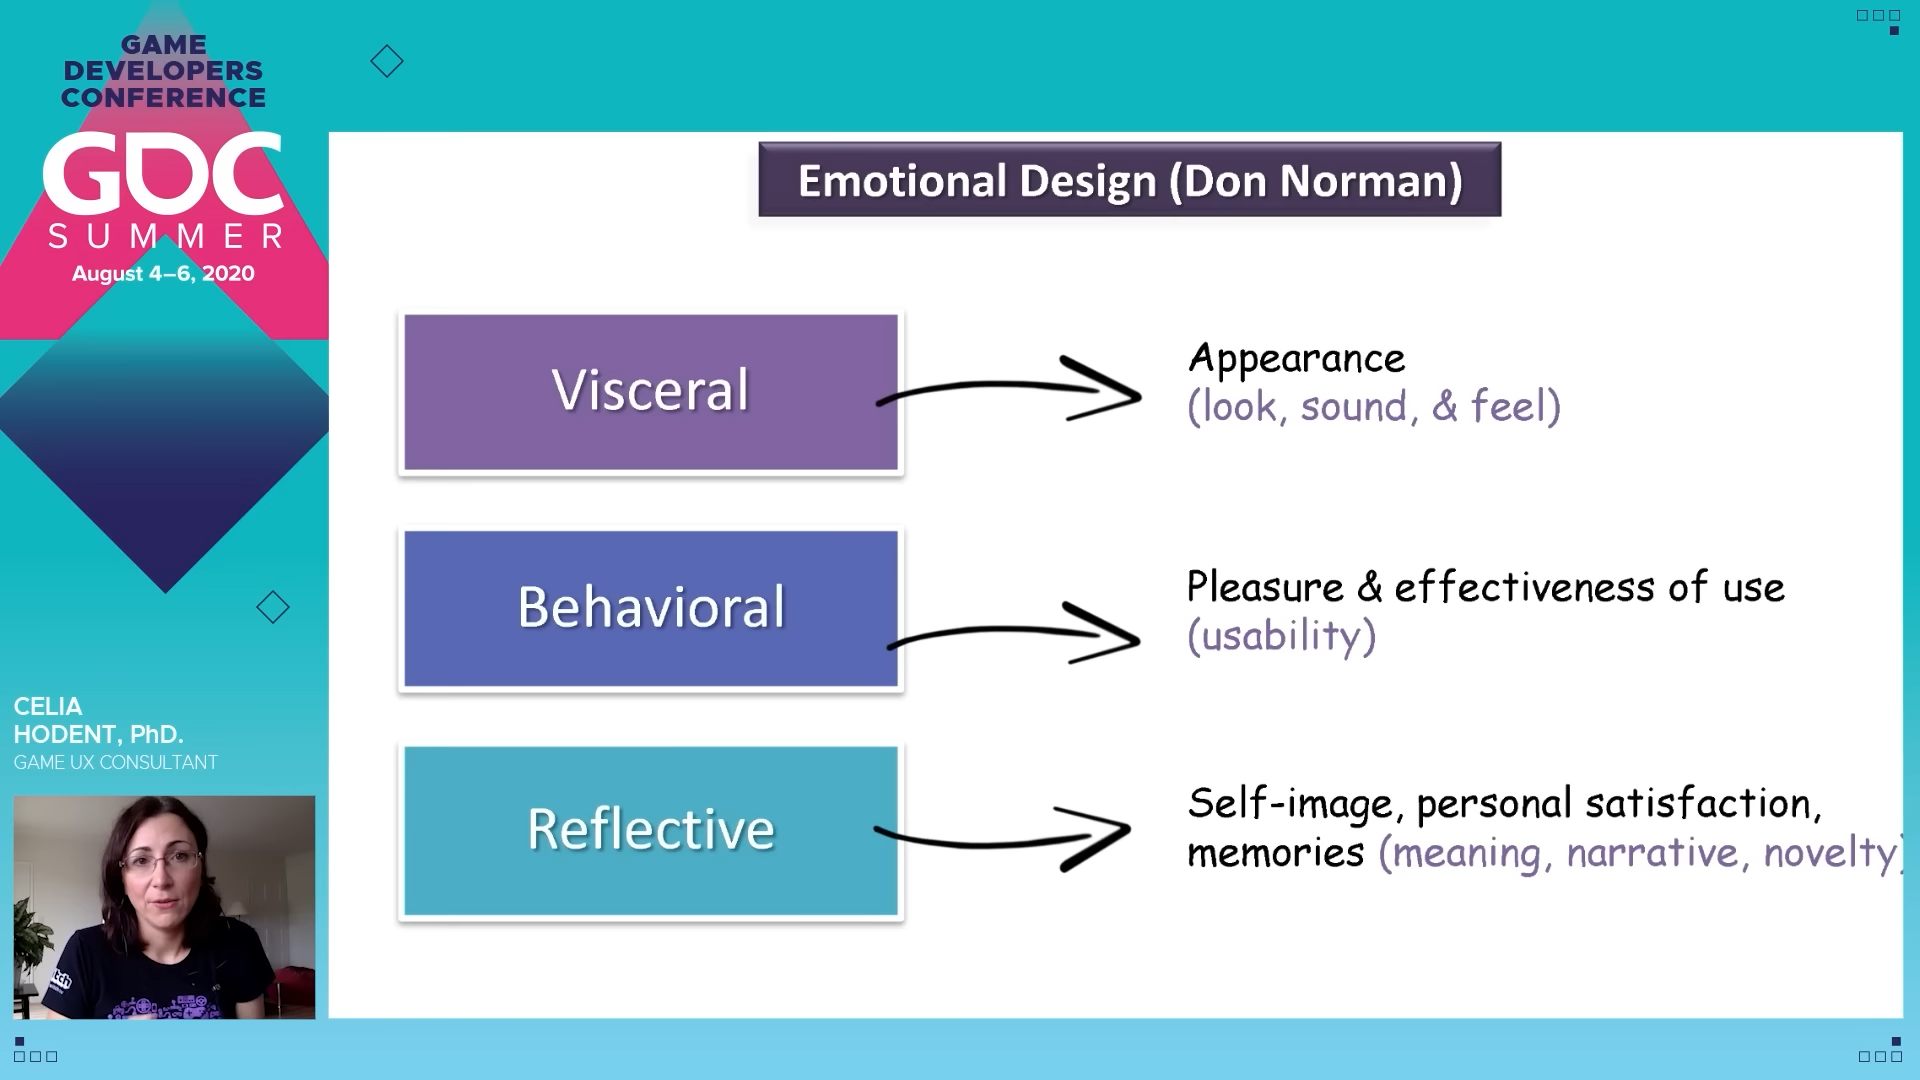 GAME
DEVELOPERS
CONFERENCE
GDC
SUMMER
August 4–6, 2020
CELIA
HODENT, PhD.
GAME UX CONSULTANT
Emotional Design (Don Norman)
Visceral
Appearance
(look, sound, & feel)
Behavioral
Pleasure & effectiveness of use
(usability)
Reflective
Self-image, personal satisfaction,
memories (meaning, narrative, novelty)